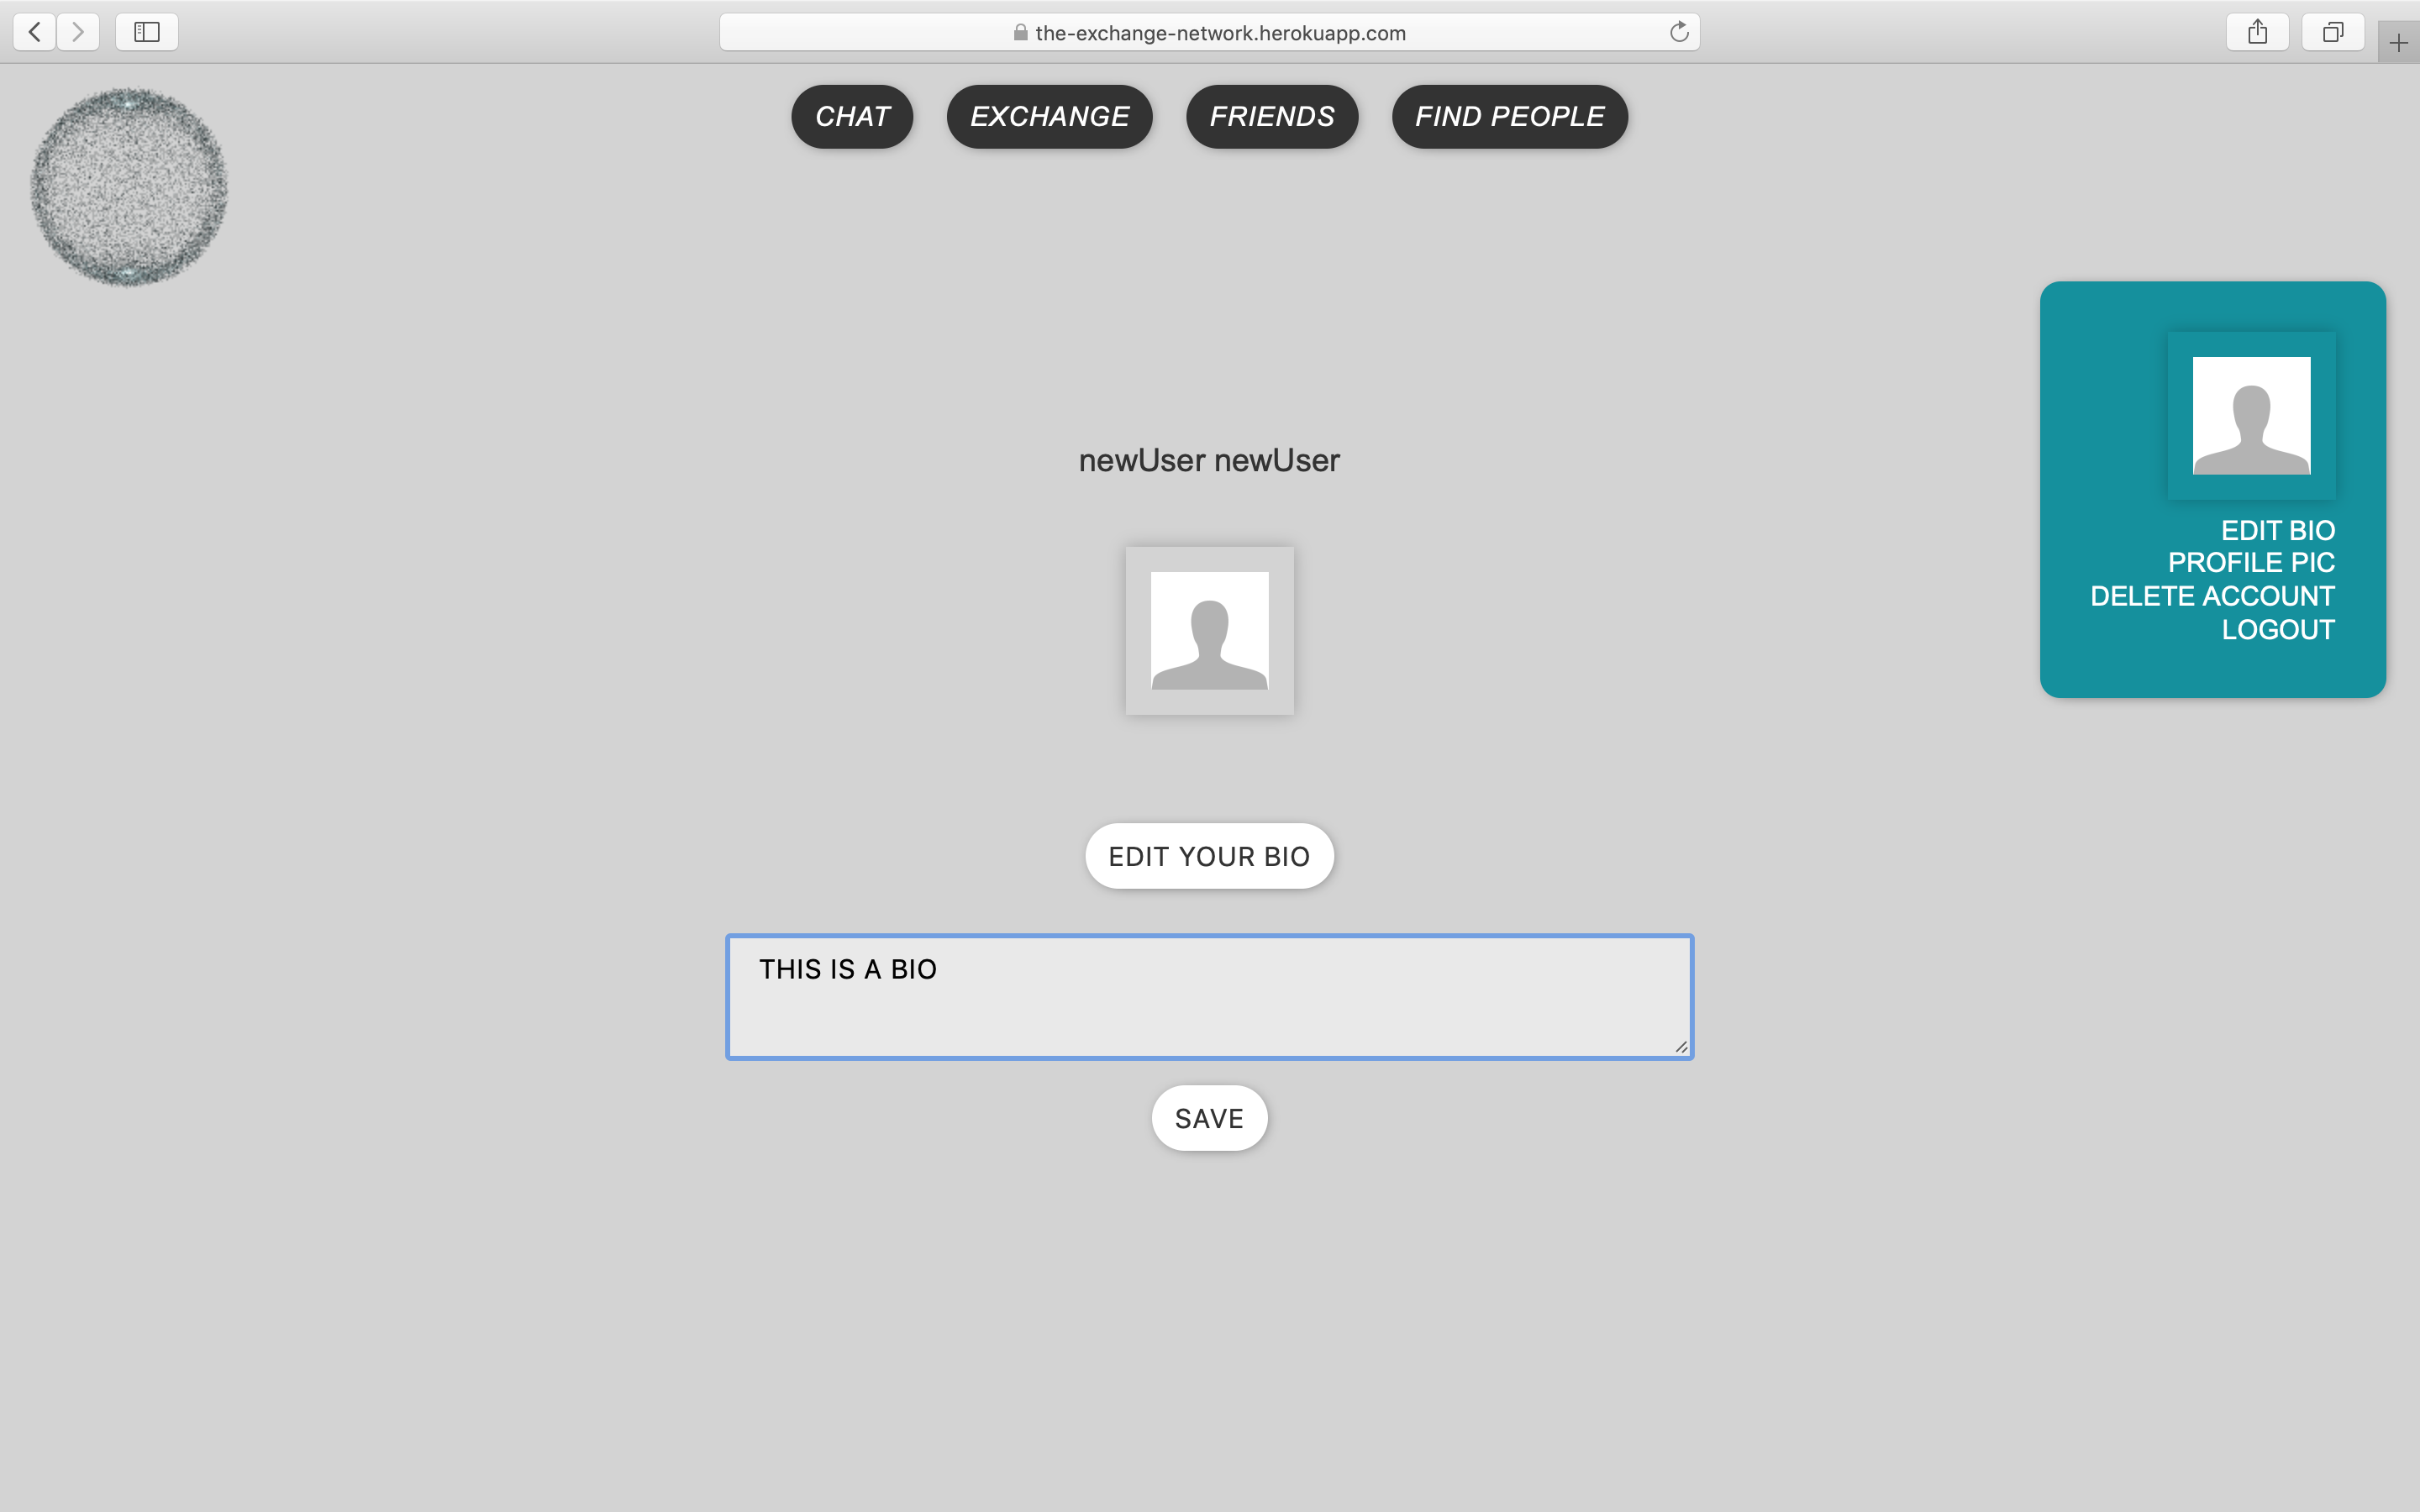 the-exchange-network.herokuapp.com
CHAT
EXCHANGE
FRIENDS
FIND PEOPLE
newUser newUser
EDIT BIO
PROFILE PIC
DELETE ACCOUNT
LOGOUT
EDIT YOUR BIO
THIS IS A BIO
SAVE